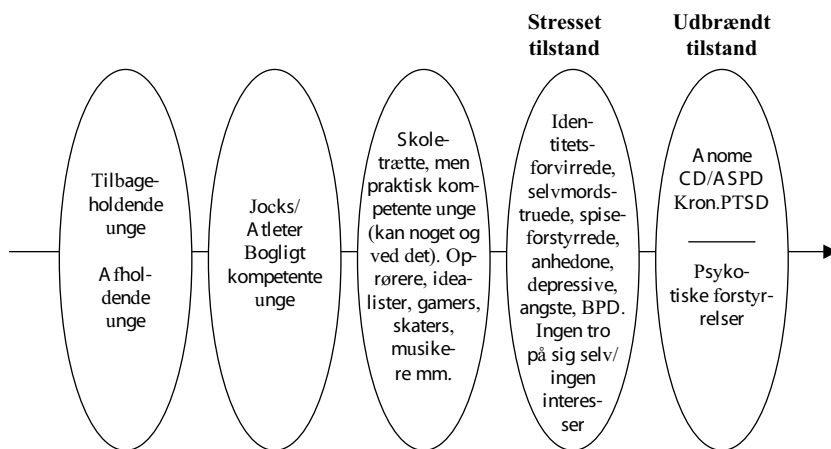 Stresset
tilstand
Udbrændt
tilstand
Tilbage-
holdende
unge
Afhol-
dende
unge
Jocks/
Atleter
Bogligt
kompetente
unge
Skole-
trætte, men
praktisk kom-
petente unge
(kan noget og
ved det). Op-
rørere, idea-
lister, gamers,
skaters,
musike-
re mm.
Iden-
titets-
forvirrede,
selvmords-
truede, spise-
forstyrrede,
anhedone,
depressive,
angste, BPD.
Ingen tro
på sig selv/
ingen
interes-
ser
Anome
CD/ASPD
Kron.PTSD
Psyko-
tiske forstyr-
relser